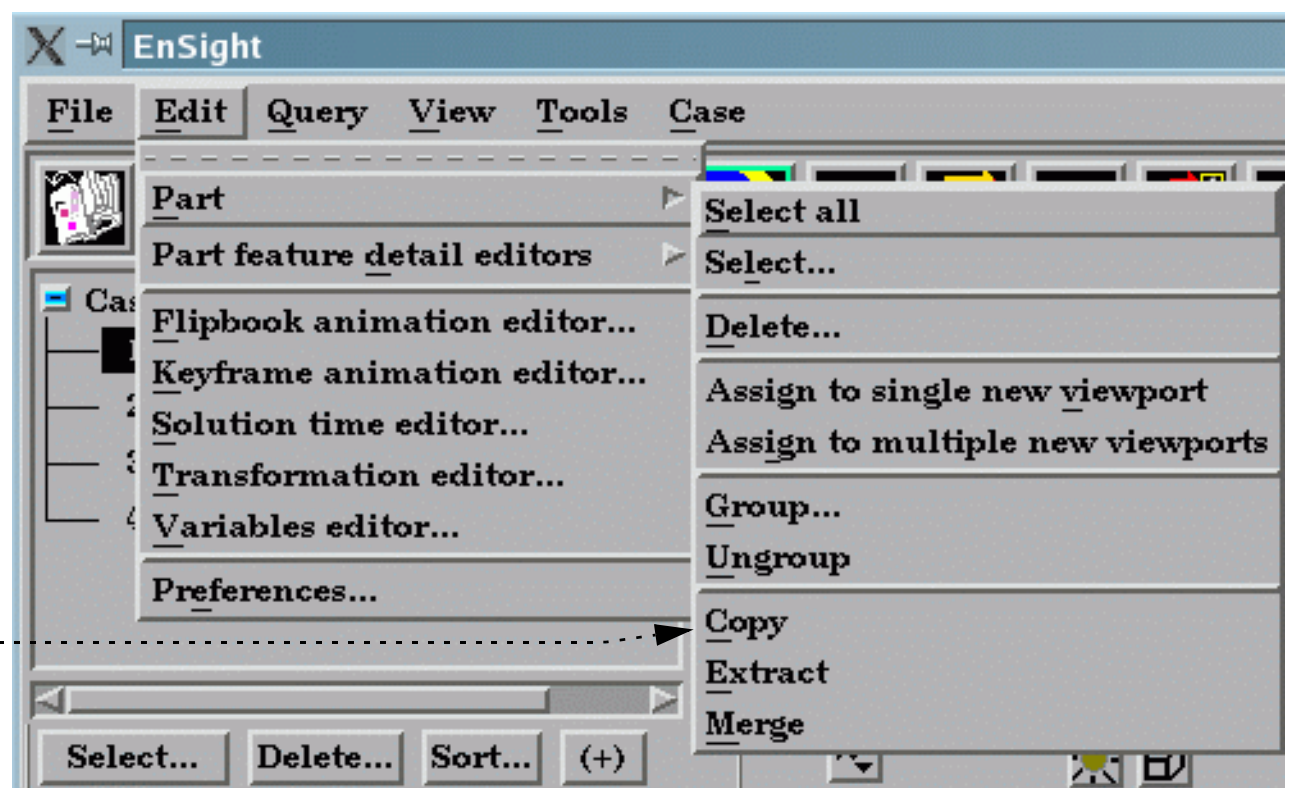 EnSight
File Edit Query View Tools Case
Part
Part feature detail editors
Flipbook animation editor...
Keyframe animation editor...
Solution time editor...
Transformation editor...
Variables editor...
Preferences...
Select all
Select...
Delete...
Assign to single new viewport
Assign to multiple new viewports
Group...
Ungroup
Copy
Extract
Merge
Select... Delete... Sort... (+)